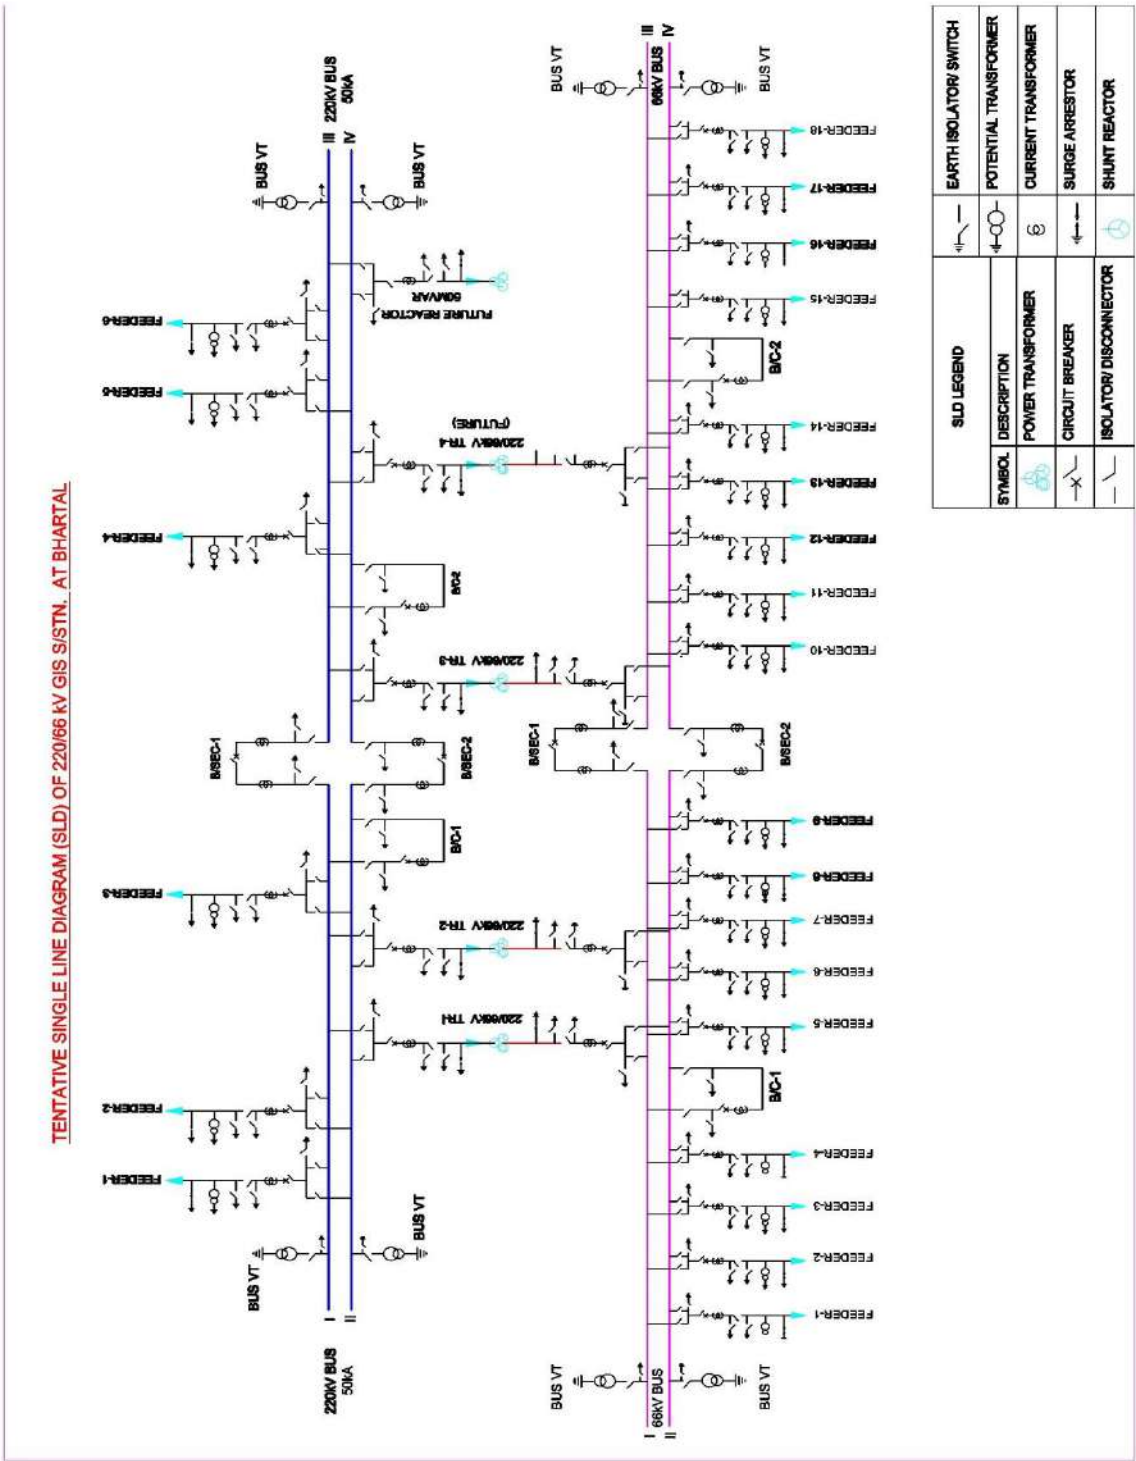 TENTATIVE SINGLE LINE DIAGRAM (SLD) OF 220/66 kV GIS S/STN. AT BHARTAL
FEEDER-1
FEEDER-2
FEEDER-3
FEEDER-4
FEEDER-5
FEEDER-6
BUS VT
BUS VT
220kV BUS
50kA
I
II
B/SEC-1
III
IV
220kV BUS
50kA
BUS VT
B/C-1
B/SEC-2
B/C-2
FUTURE REACTOR
50MVAR
BUS VT
220/66kV TR-1
220/66kV TR-2
220/66kV TR-3
220/66kV TR-4
(FUTURE)
BUS VT
B/SEC-1
BUS VT
I
66kV BUS
II
III
66kV BUS
IV
BUS VT
B/C-1
B/SEC-2
B/C-2
BUS VT
FEEDER-1
FEEDER-2
FEEDER-3
FEEDER-4
FEEDER-5
FEEDER-6
FEEDER-7
FEEDER-8
FEEDER-9
FEEDER-10
FEEDER-11
FEEDER-12
FEEDER-13
FEEDER-14
FEEDER-15
FEEDER-16
FEEDER-17
FEEDER-18
SLD LEGEND
SYMBOL DESCRIPTION
POWER TRANSFORMER
CIRCUIT BREAKER
ISOLATOR/ DISCONNECTOR
EARTH ISOLATOR/ SWITCH
POTENTIAL TRANSFORMER
CURRENT TRANSFORMER
SURGE ARRESTOR
SHUNT REACTOR